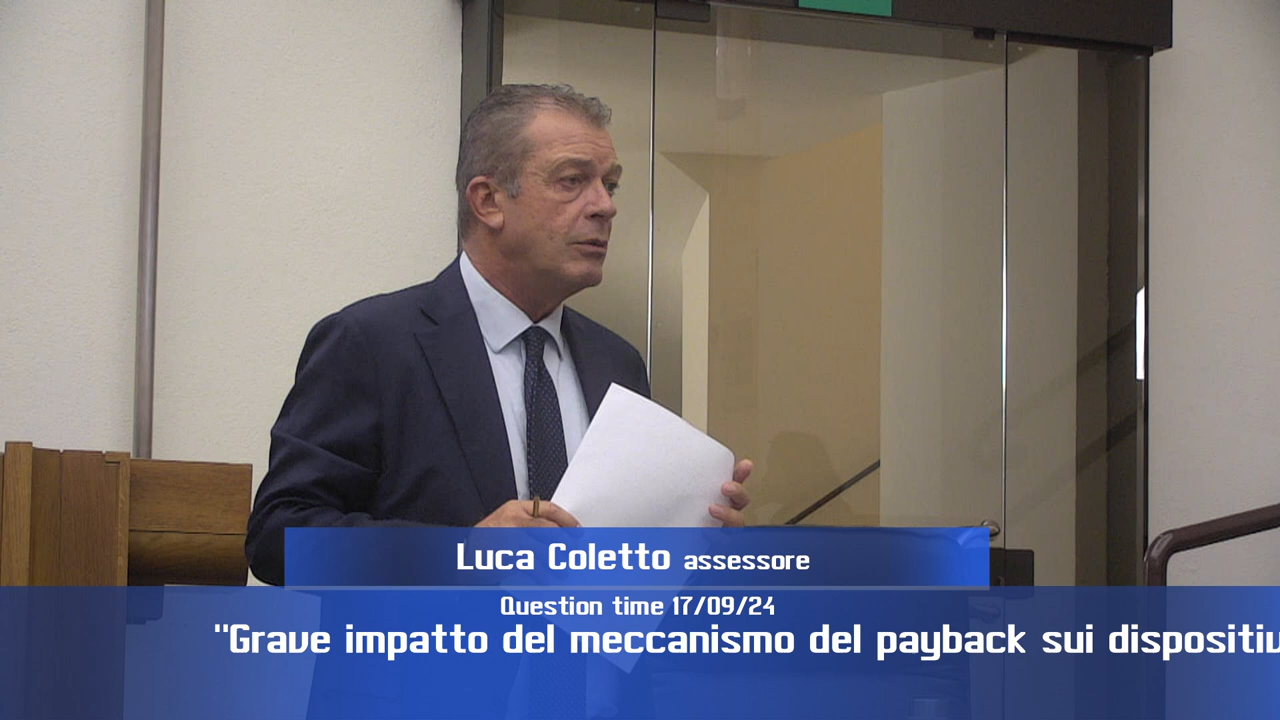 Luca Coletto assessore
Question time 17/09/24
"Grave impatto del meccanismo del payback sui dispositiv